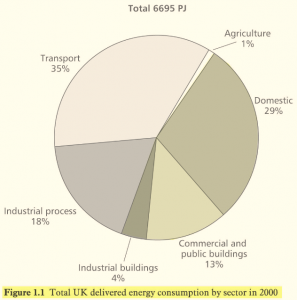 Total 6695 PJ
Agriculture
1%
Transport
35%
Domestic
29%
Industrial process
18%
Commercial and
public buildings
13%
Industrial buildings
4%
Figure 1.1 Total UK delivered energy consumption by sector in 2000